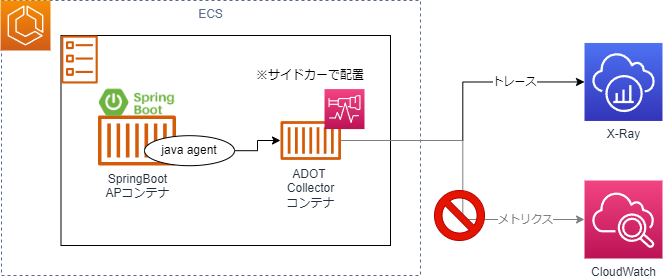 ECS
※サイドカーで配置
Spring
Boot
java agent
SpringBoot
APコンテナ
ADOT
Collector
コンテナ
トレース
X-Ray
メトリクス
CloudWatch